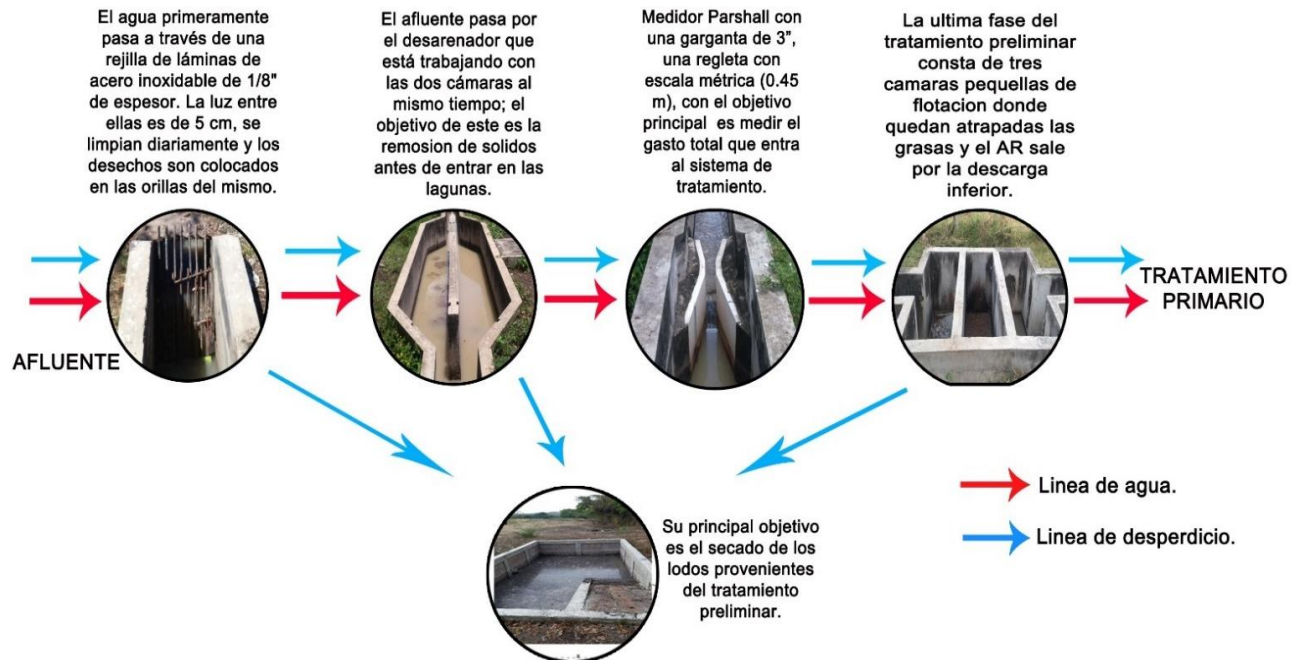 El agua primeramente
pasa a través de una
rejilla de láminas de
acero inoxidable de 1/8"
de espesor. La luz entre
ellas es de 5 cm, se
limpian diariamente y los
desechos son colocados
en las orillas del mismo.
El afluente pasa por
el desarenador que
está trabajando con
las dos cámaras al
mismo tiempo; el
objetivo de este es la
remosion de solidos
antes de entrar en las
lagunas.
Medidor Parshall con
una garganta de 3”,
una regleta con
escala métrica (0.45
m), con el objetivo
principal es medir el
gasto total que entra
al sistema de
tratamiento.
La ultima fase del
tratamiento preliminar
consta de tres
camaras pequellas de
flotacion donde
quedan atrapadas las
grasas y el AR sale
por la descarga
inferior.
AFLUENTE
TRATAMIENTO
PRIMARIO
Su principal objetivo
es el secado de los
lodos provenientes
del tratamiento
preliminar.
Linea de agua.
Linea de desperdicio.